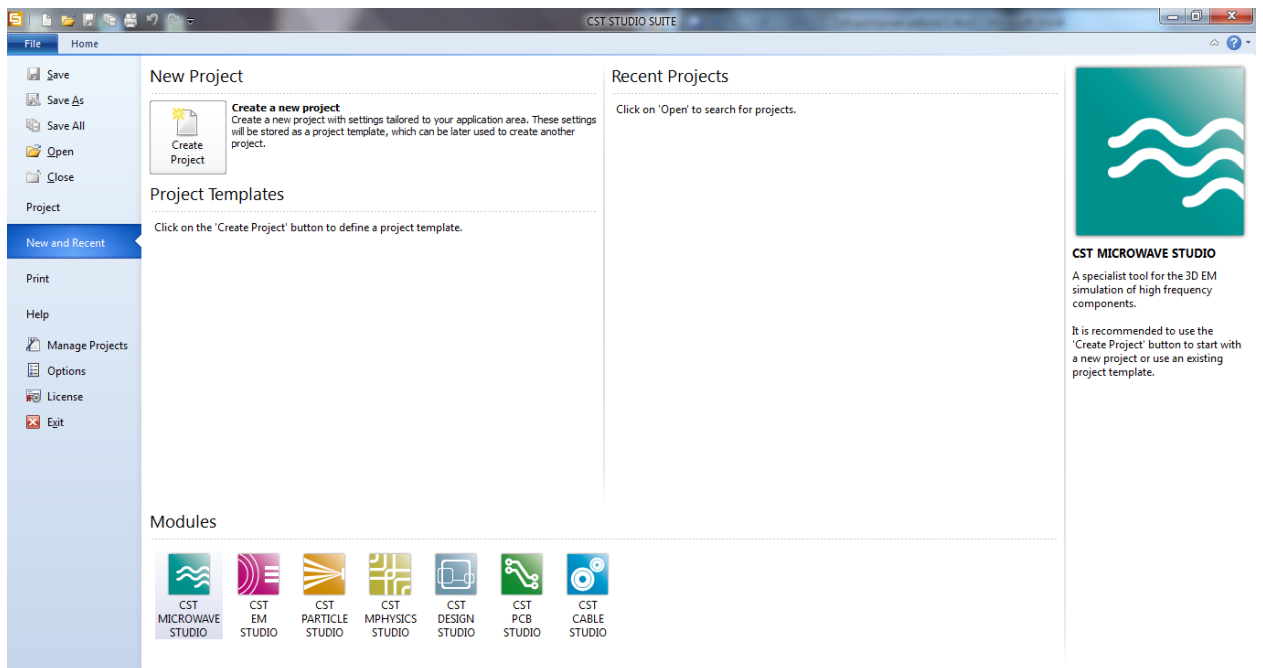 CST STUDIO SUITE
File Home
Save
Save As
Save All
Open
Close
Project
New and Recent
Print
Help
Manage Projects
Options
License
Exit
New Project
Create Project
Create a new project
Create a new project with settings tailored to your application area. These settings
will be stored as a project template, which can be later used to create another
project.
Project Templates
Click on the 'Create Project' button to define a project template.
Recent Projects
Click on 'Open' to search for projects.
Modules
CST MICROWAVE STUDIO
CST EM STUDIO
CST PARTICLE STUDIO
CST MPHYSICS STUDIO
CST DESIGN STUDIO
CST PCB STUDIO
CST CABLE STUDIO
CST MICROWAVE STUDIO
A specialist tool for the 3D EM
simulation of high frequency
components.
It is recommended to use the
'Create Project' button to start with
a new project or use an existing
project template.